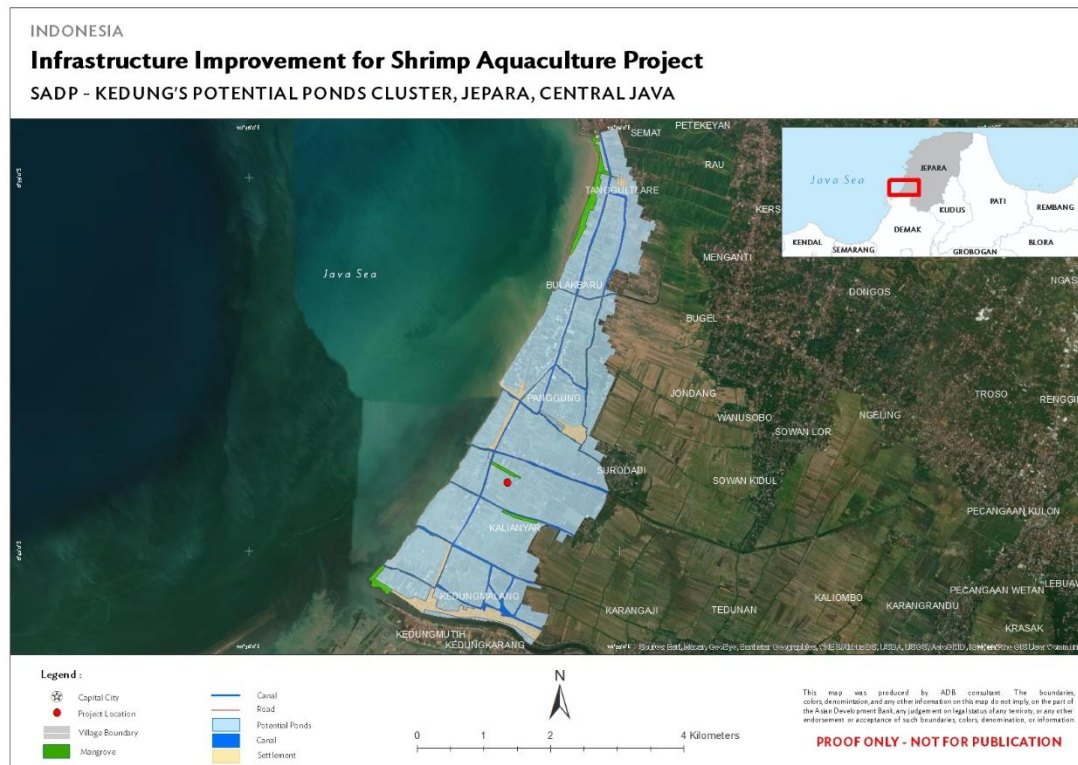 INDONESIA
Infrastructure Improvement for Shrimp Aquaculture Project
SADP - KEDUNG'S POTENTIAL PONDS CLUSTER, JEPARA, CENTRAL JAVA
SEMAT
PETEKEYAN
RAU
TANGGULTLARE
KERS
MENGANTI
Java Sea
BULAKBARU
DONGOS
NGAS
BUGEL
PANGGUNG
JONDANG
WANUSOBO
NGELING
TROSO
RENGGIN
SOWAN LOR
SURODADI
SOWAN KIDUL
PECANGAAN KULON
KALIANYAR
KEDUNGMALANG
KARANGAJI
TEDUNAN
KALIOMBO
KARANGRANDU
PECANGAAN WETAN
LEBUAW
KEDUNGMUTIH
KEDUNGKARANG
KRASAK
Java Sea
JEPARA
KUDUS
PATI
REMBANG
DEMAK
KENDAL
SEMARANG
GROBOGAN
BLORA
Legend :
Capital City
Project Location
Village Boundary
Mangrove
Canal
Road
Potential Ponds
Canal
Settlement
N
0 1 2 4 Kilometers
This map was produced by ADB consultant. The boundaries,
colors, denomintaion, and any other information on this map do not imply, on the part of
the Asian Development Bank, any judgement on legal status of any territory, or any other
endorsement or acceptance of such boundaries, colors, denomination, or information.
PROOF ONLY - NOT FOR PUBLICATION